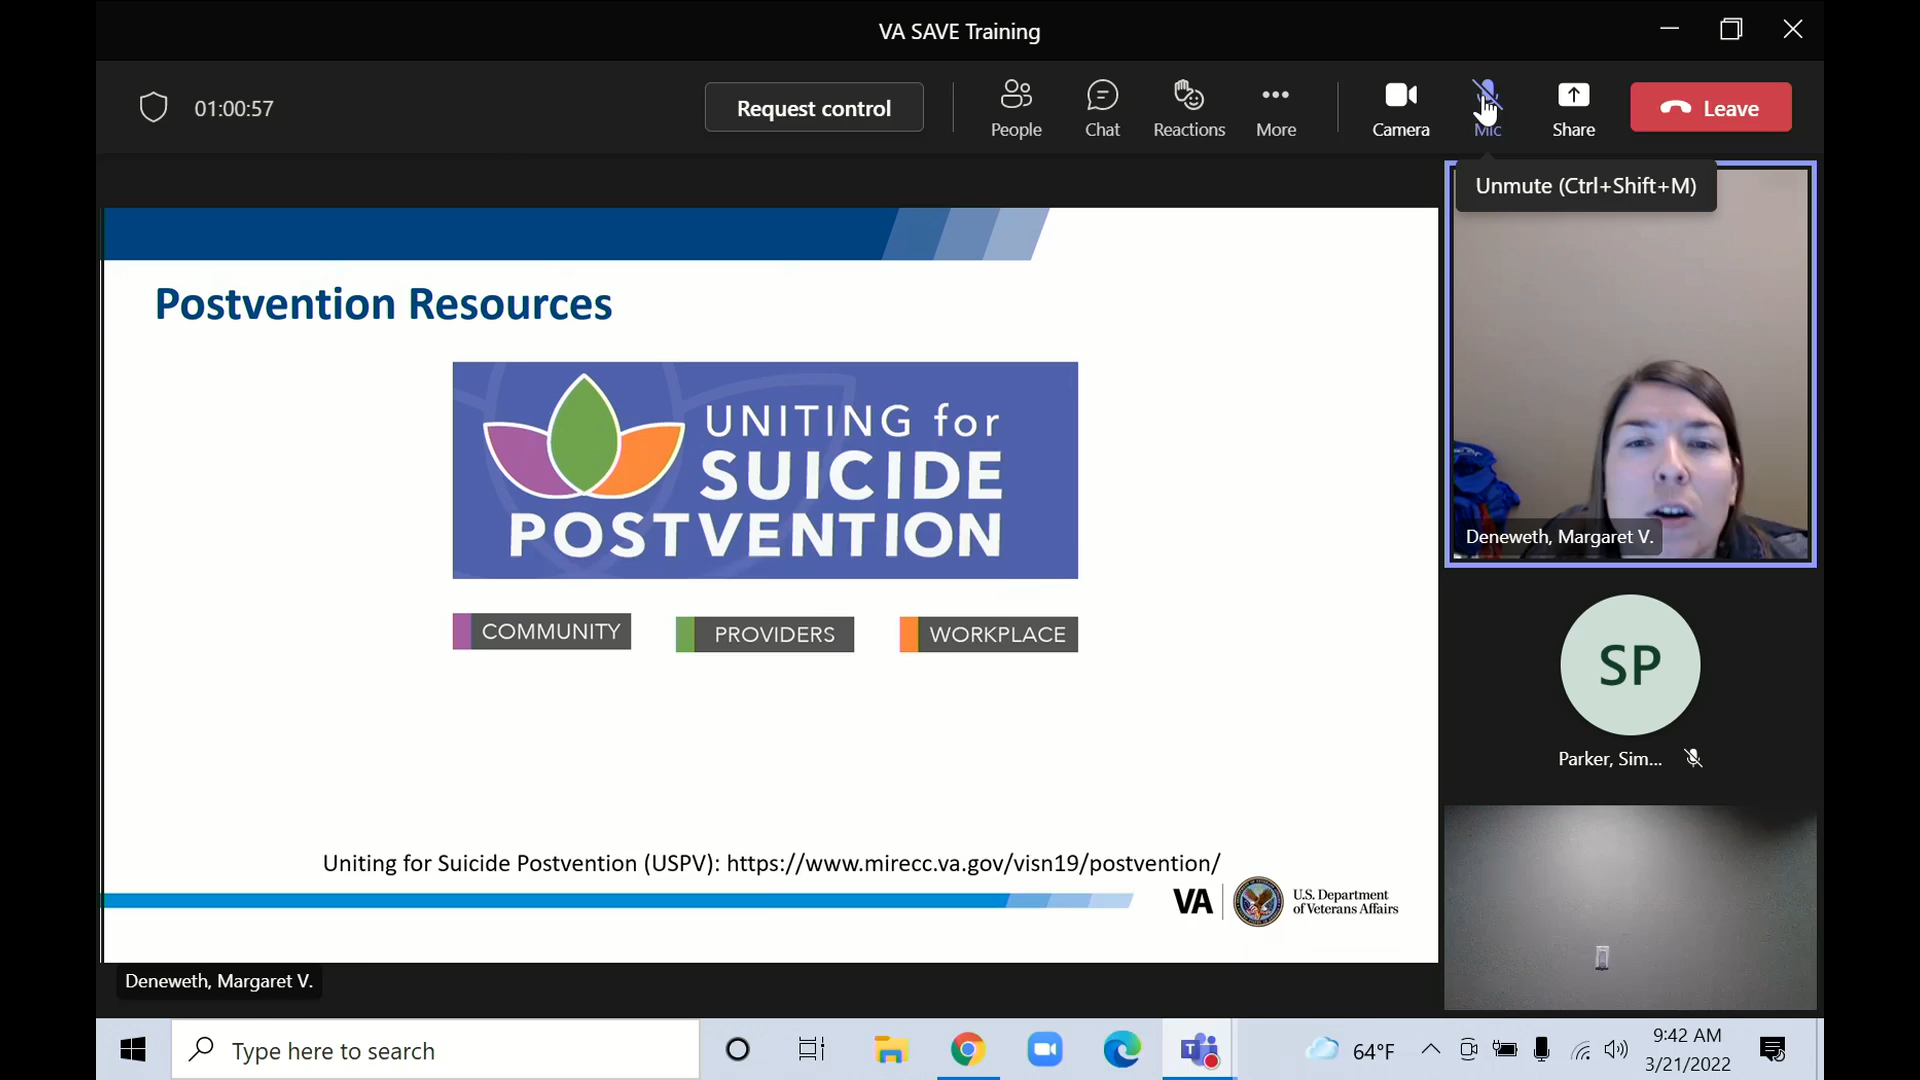 VA SAVE Training
01:00:57
Request control
People
Chat
Reactions
More
Camera
Mic
Share
Leave
Unmute (Ctrl+Shift+M)
Postvention Resources
UNITING for
SUICIDE
POSTVENTION
COMMUNITY
PROVIDERS
WORKPLACE
Uniting for Suicide Postvention (USPV): https://www.mirecc.va.gov/visn19/postvention/
VA
U.S. Department
of Veterans Affairs
Deneweth, Margaret V.
SP
Parker, Sim...
Deneweth, Margaret V.
Type here to search
64°F
9:42 AM
3/21/2022